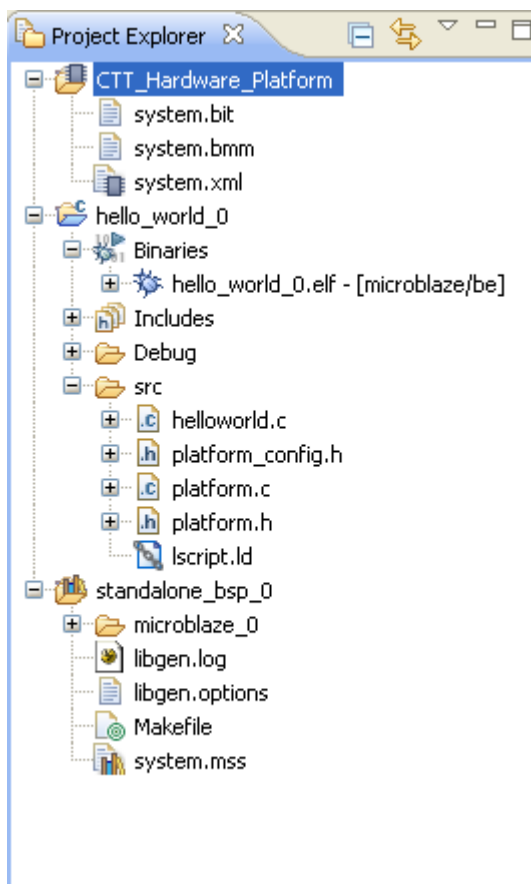 Project Explorer
CTT_Hardware_Platform
system.bit
system.bmm
system.xml
hello_world_0
Binaries
hello_world_0.elf - [microblaze/be]
Includes
Debug
src
helloworld.c
platform_config.h
platform.c
platform.h
lscript.ld
standalone_bsp_0
microblaze_0
libgen.log
libgen.options
Makefile
system.mss